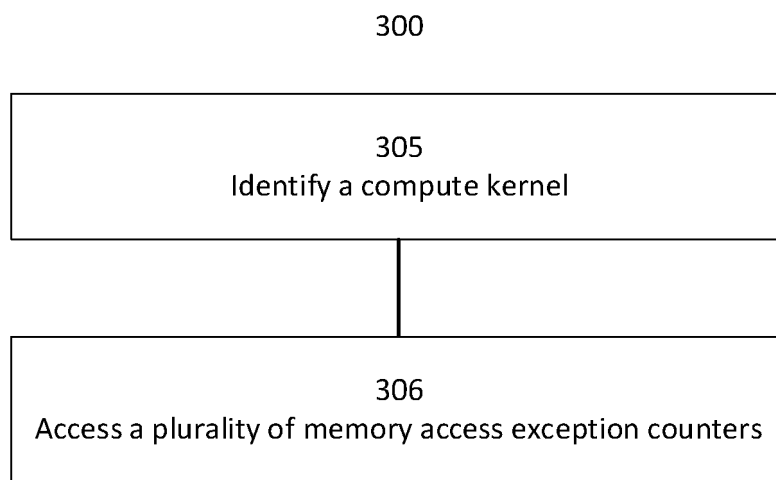 300
305
Identify a compute kernel
306
Access a plurality of memory access exception counters